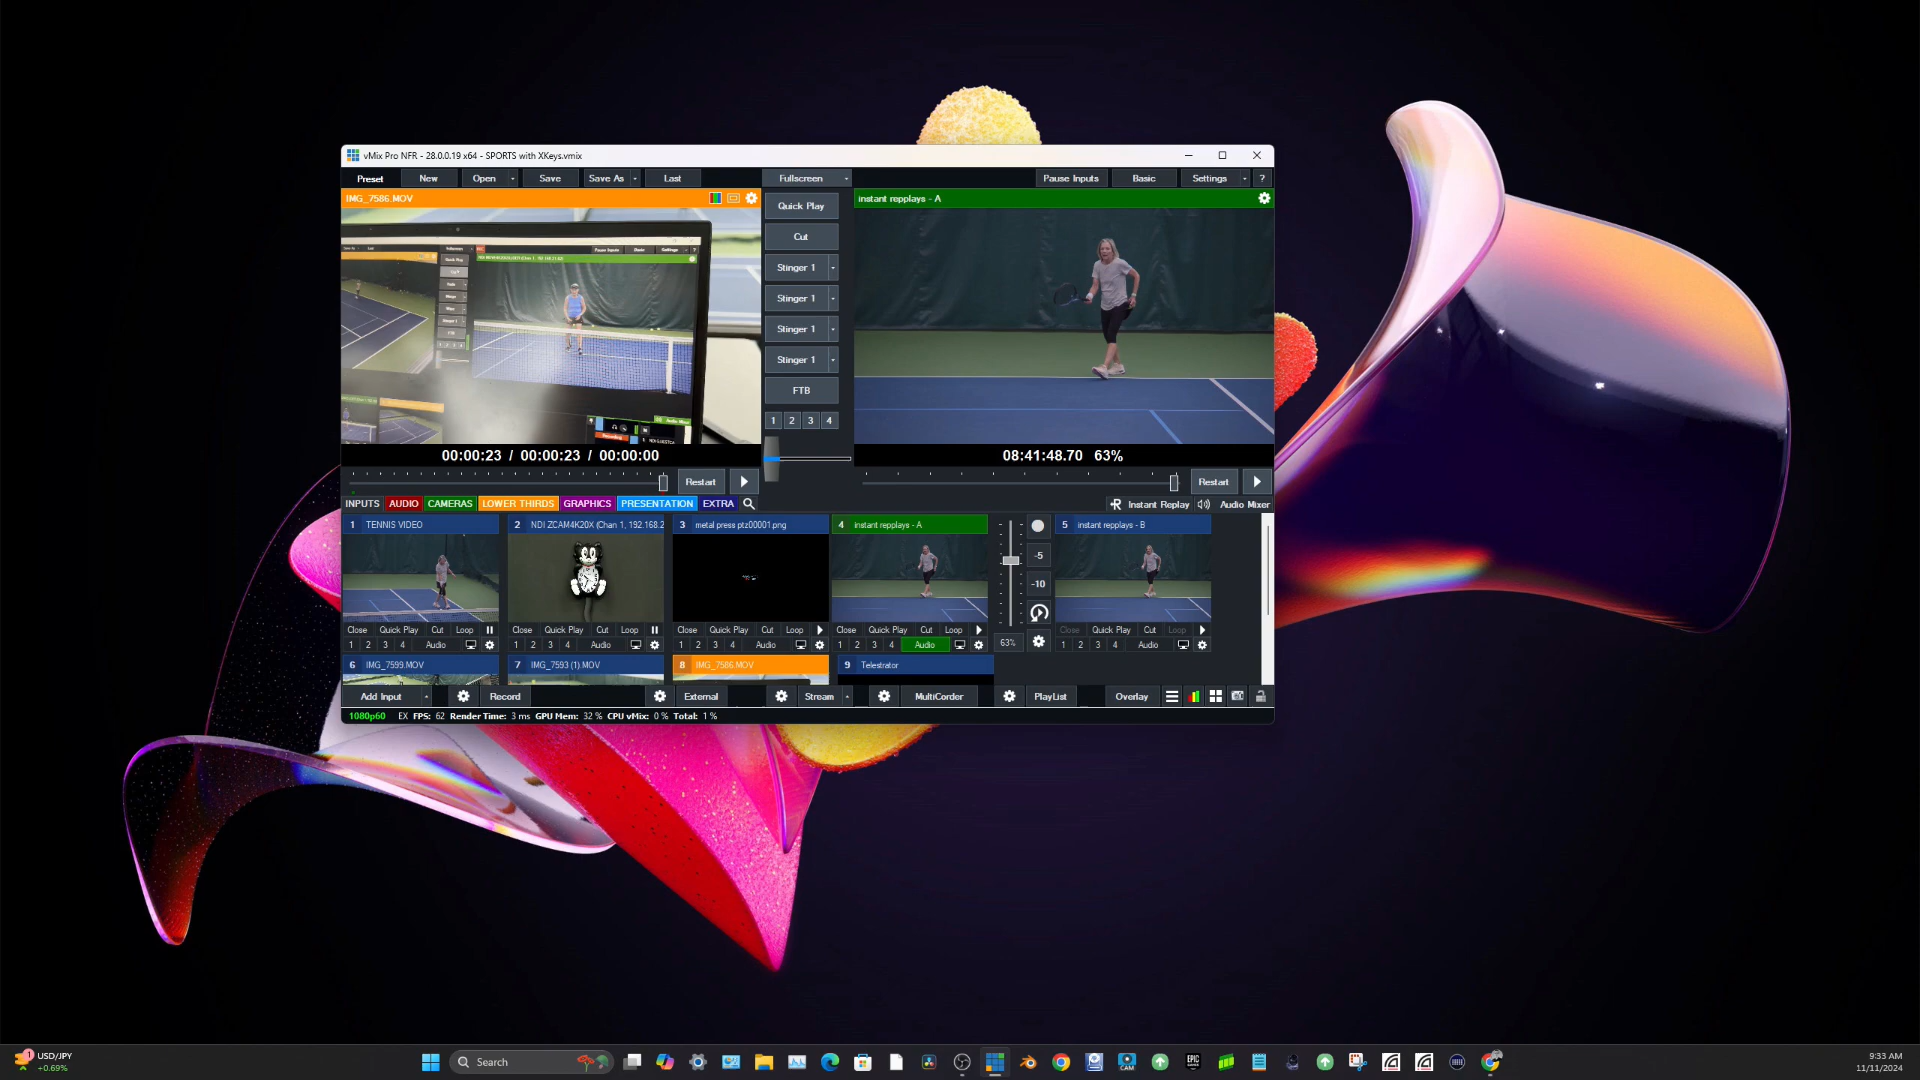 vMix Pro NFR - 28.0.0.19 x64 - SPORTS with XKeys.vmix
Preset New Open Save Save As Last Fullscreen Pause Inputs Basic Settings ?
IMG_7586.MOV
instant repplays - A
Quick Play
Cut
Stinger 1
Stinger 1
Stinger 1
Stinger 1
FTB
1 2 3 4
00:00:23 / 00:00:23 / 00:00:00
08:41:48.70 63%
Restart
Restart
INPUTS AUDIO CAMERAS LOWER THIRDS GRAPHICS PRESENTATION EXTRA
Instant Replay Audio Mixer
1 TENNIS VIDEO
2 NDI ZCAM4K20X (Chan 1, 192.168.2
3 metal press ptz00001.png
4 instant repplays - A
5 instant repplays - B
-5
-10
63%
Close Quick Play Cut Loop
1 2 3 4 Audio
Close Quick Play Cut Loop
1 2 3 4 Audio
Close Quick Play Cut Loop
1 2 3 4 Audio
Close Quick Play Cut Loop
1 2 3 4 Audio
Close Quick Play Cut Loop
1 2 3 4 Audio
6 IMG_7599.MOV
7 IMG_7593 (1).MOV
8 IMG_7586.MOV
9 Telestrator
Add Input Record External Stream MultiCorder PlayList Overlay
1080p60 EX FPS: 62 Render Time: 3 ms GPU Mem: 32 % CPU vMix: 0 % Total: 1 %
1
USD/JPY
+0.69%
Search
CAM
EPIC
9:33 AM
11/11/2024